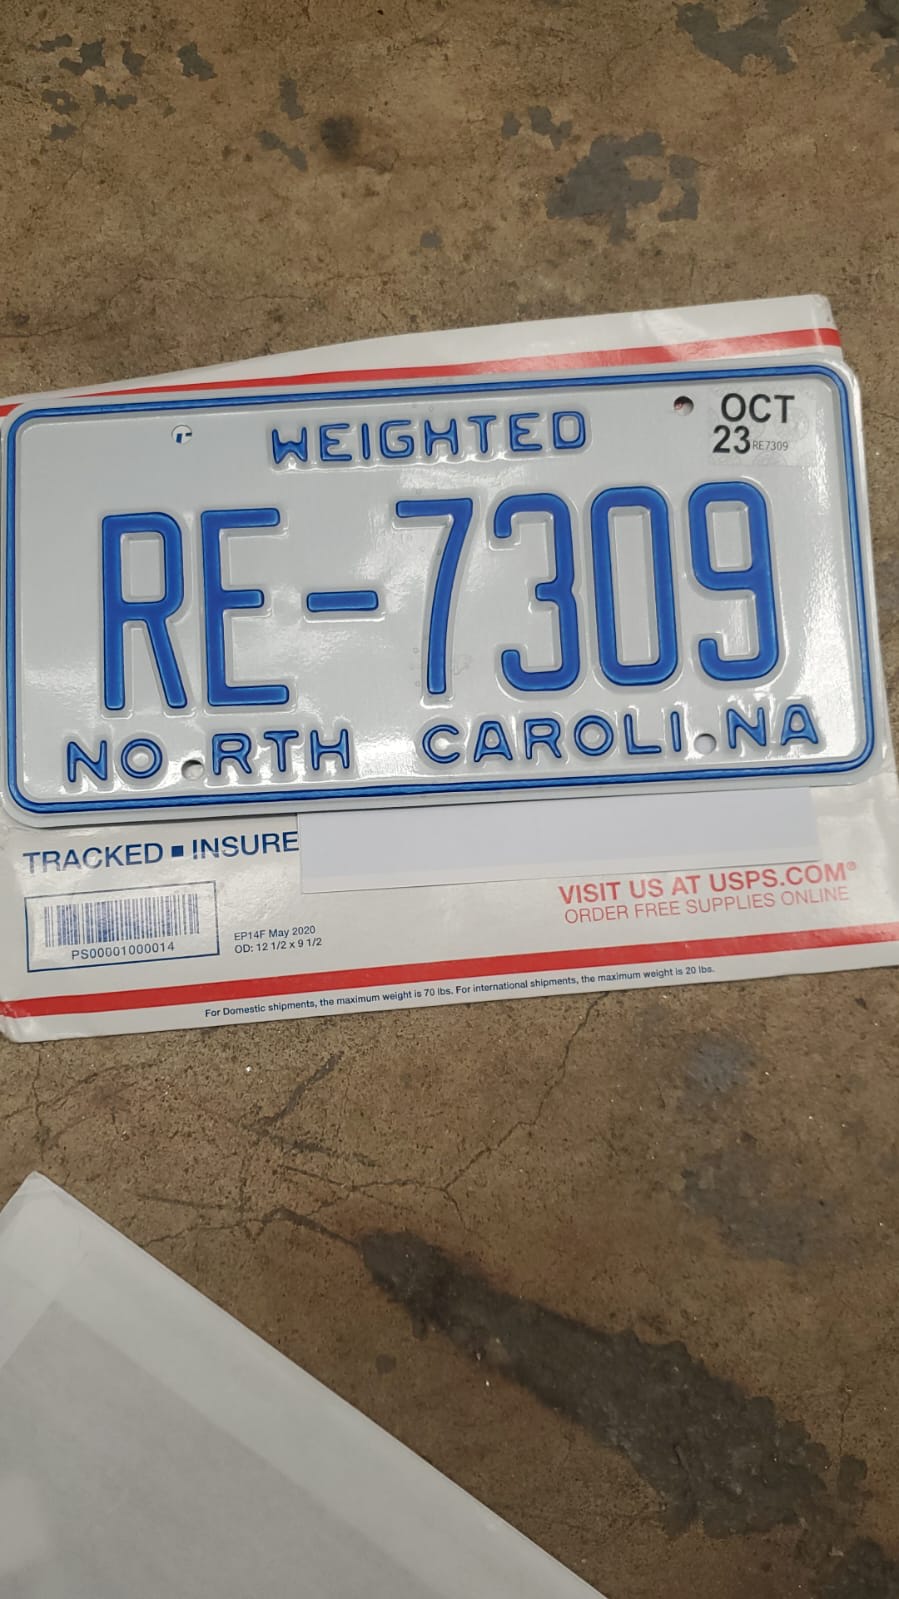 WEIGHTED
OCT
23 RE7309
RE-7309
NORTH CAROLINA
TRACKED ■ INSURE
VISIT US AT USPS.COM®
ORDER FREE SUPPLIES ONLINE
PS00001000014
EP14F May 2020
OD: 12 1/2 x 9 1/2
For Domestic shipments, the maximum weight is 70 lbs. For international shipments, the maximum weight is 20 lbs.